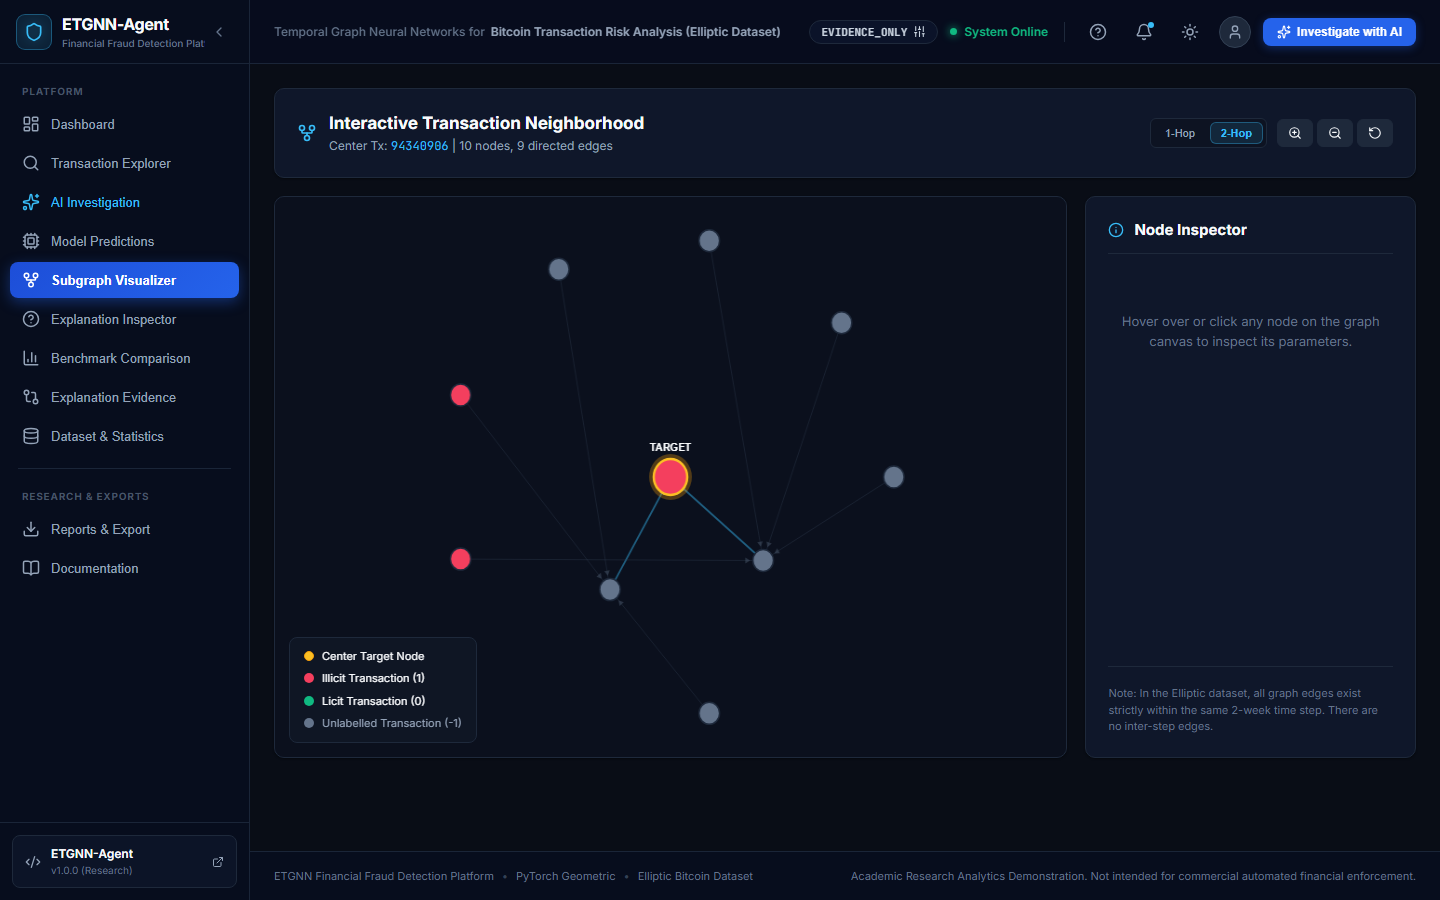 ETGNN-Agent
Financial Fraud Detection Plat
PLATFORM
Dashboard
Transaction Explorer
AI Investigation
Model Predictions
Subgraph Visualizer
Explanation Inspector
Benchmark Comparison
Explanation Evidence
Dataset & Statistics
RESEARCH & EXPORTS
Reports & Export
Documentation
ETGNN-Agent
v1.0.0 (Research)
Temporal Graph Neural Networks for Bitcoin Transaction Risk Analysis (Elliptic Dataset)
EVIDENCE_ONLY
System Online
Investigate with AI
Interactive Transaction Neighborhood
Center Tx: 94340906 | 10 nodes, 9 directed edges
1-Hop
2-Hop
TARGET
Center Target Node
Illicit Transaction (1)
Licit Transaction (0)
Unlabelled Transaction (-1)
Node Inspector
Hover over or click any node on the graph
canvas to inspect its parameters.
Note: In the Elliptic dataset, all graph edges exist
strictly within the same 2-week time step. There are
no inter-step edges.
ETGNN Financial Fraud Detection Platform • PyTorch Geometric • Elliptic Bitcoin Dataset
Academic Research Analytics Demonstration. Not intended for commercial automated financial enforcement.